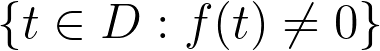 {t ∈ D : f(t) ≠ 0}